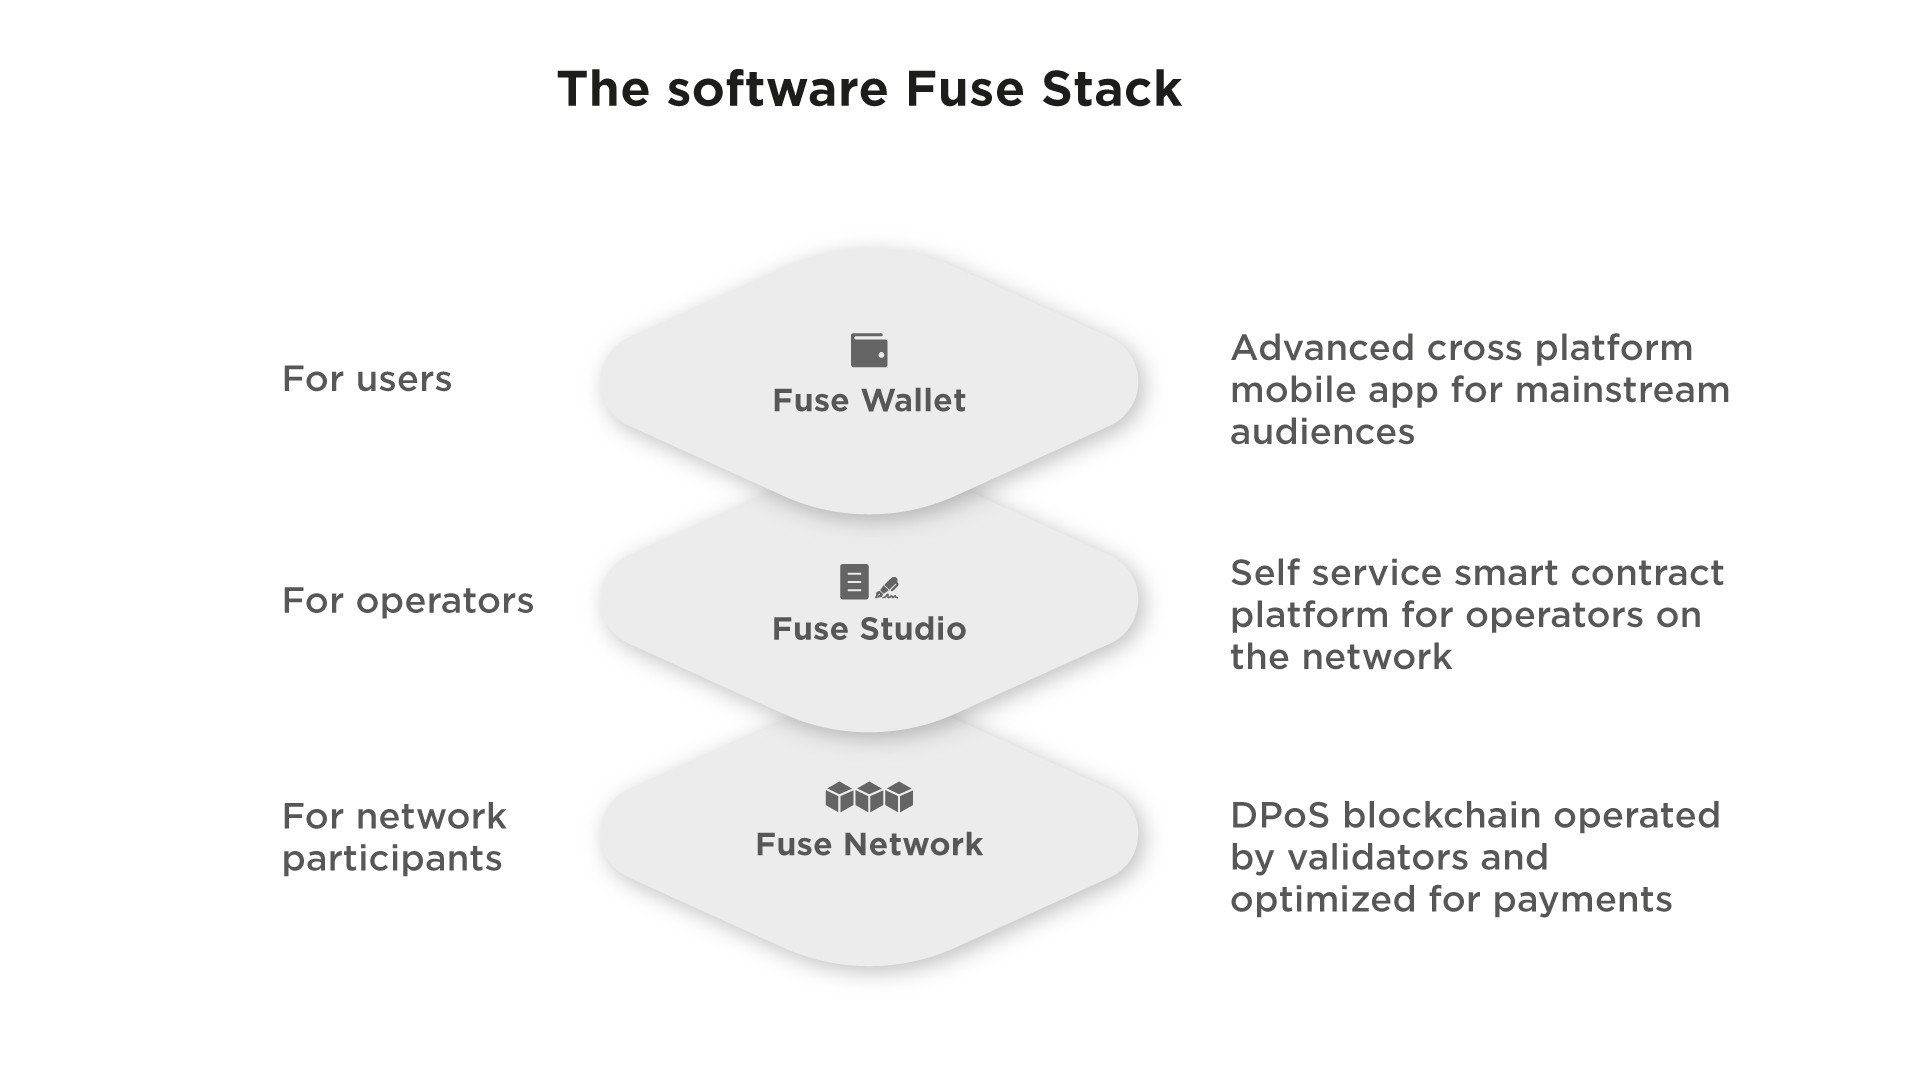 The software Fuse Stack
For users
Fuse Wallet
Advanced cross platform
mobile app for mainstream
audiences
For operators
Fuse Studio
Self service smart contract
platform for operators on
the network
For network
participants
Fuse Network
DPoS blockchain operated
by validators and
optimized for payments